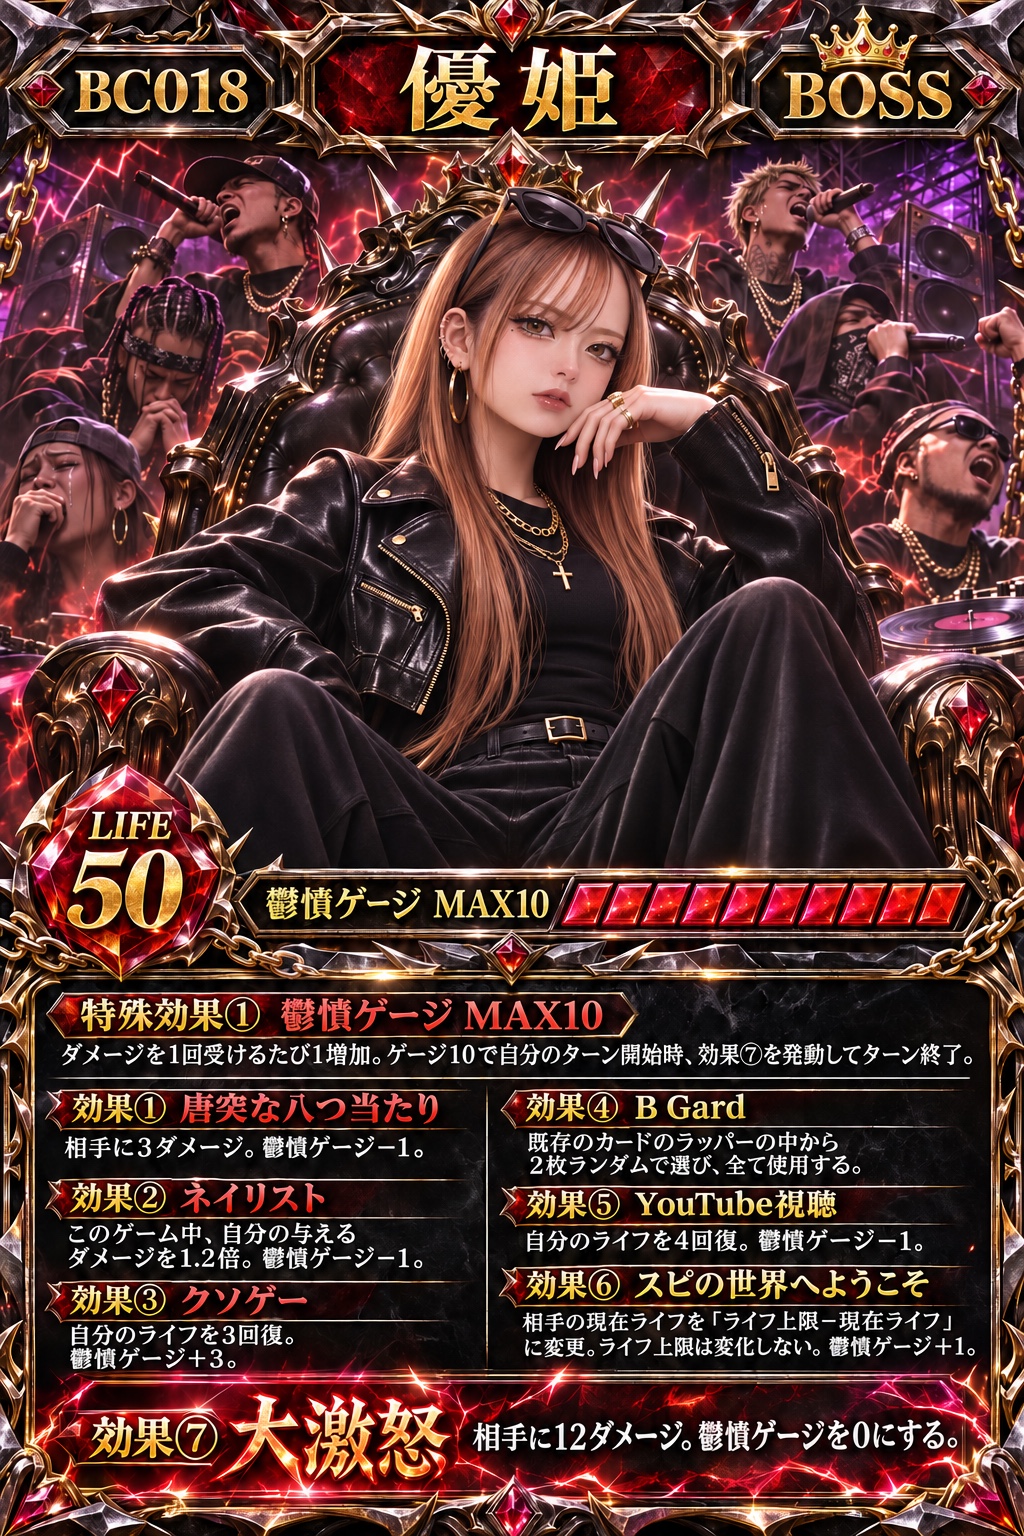 BC018
優姫
BOSS
LIFE
50
鬱憤ゲージ MAX10
特殊効果① 鬱憤ゲージ MAX10
ダメージを1回受けるたび1増加。ゲージ10で自分のターン開始時、効果⑦を発動してターン終了。
効果① 唐突な八つ当たり
相手に3ダメージ。鬱憤ゲージ−1。
効果② ネイリスト
このゲーム中、自分の与える
ダメージを1.2倍。鬱憤ゲージ−1。
効果③ クソゲー
自分のライフを3回復。
鬱憤ゲージ＋3。
効果④ B Gard
既存のカードのラッパーの中から
2枚ランダムで選び、全て使用する。
効果⑤ YouTube視聴
自分のライフを4回復。鬱憤ゲージ−1。
効果⑥ スピの世界へようこそ
相手の現在ライフを「ライフ上限−現在ライフ」
に変更。ライフ上限は変化しない。鬱憤ゲージ＋1。
効果⑦ 大激怒 相手に12ダメージ。鬱憤ゲージを0にする。